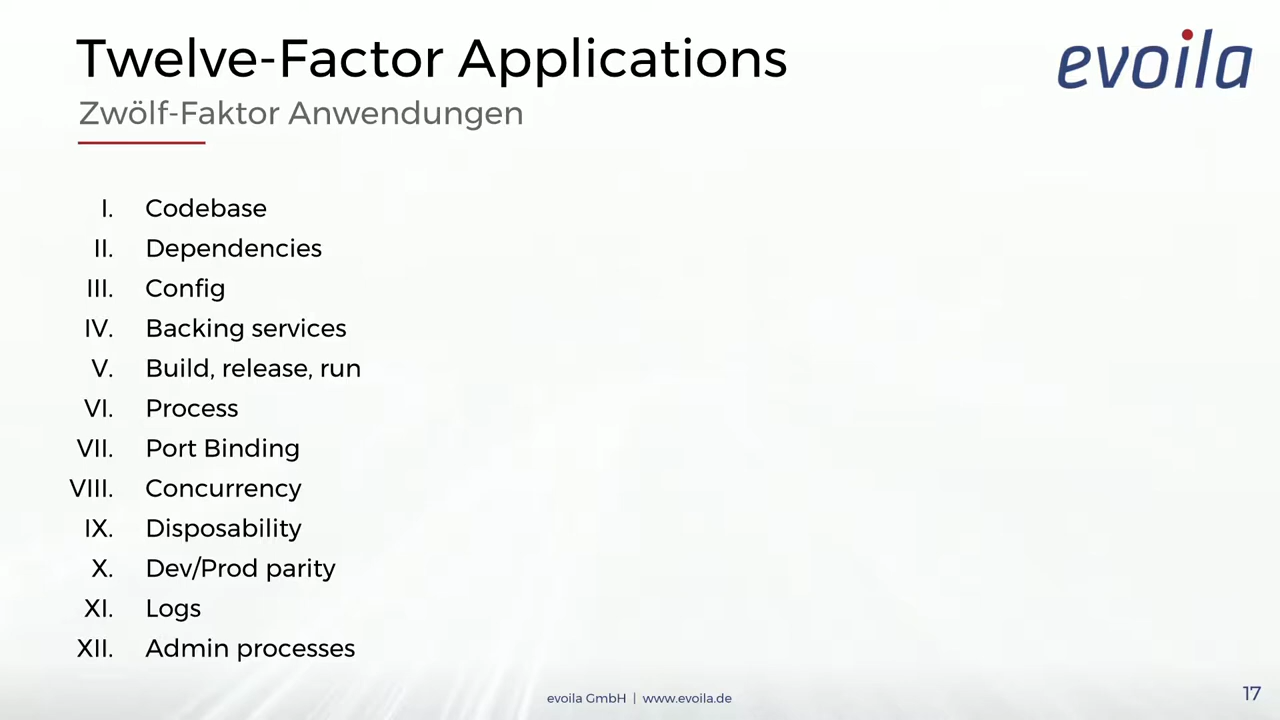 Twelve-Factor Applications
evoila
Zwölf-Faktor Anwendungen
I. Codebase
II. Dependencies
III. Config
IV. Backing services
V. Build, release, run
VI. Process
VII. Port Binding
VIII. Concurrency
IX. Disposability
X. Dev/Prod parity
XI. Logs
XII. Admin processes
evoila GmbH | www.evoila.de
17